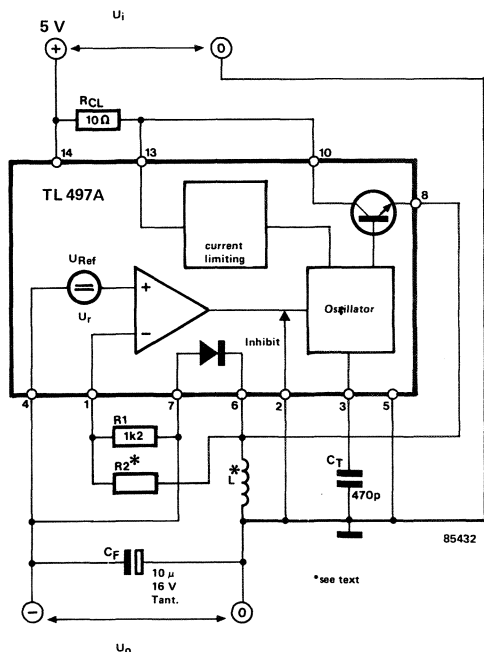 Ui
5 V
+
0
RCL
10Ω
14
13
10
8
TL 497A
current
limiting
URef
Ur
+
−
Oscillator
Inhibit
4
1
7
6
2
3
5
R1
1k2
R2*
*
L
CT
470p
85432
CF
10 µ
16 V
Tant.
*see text
−
0
Uo